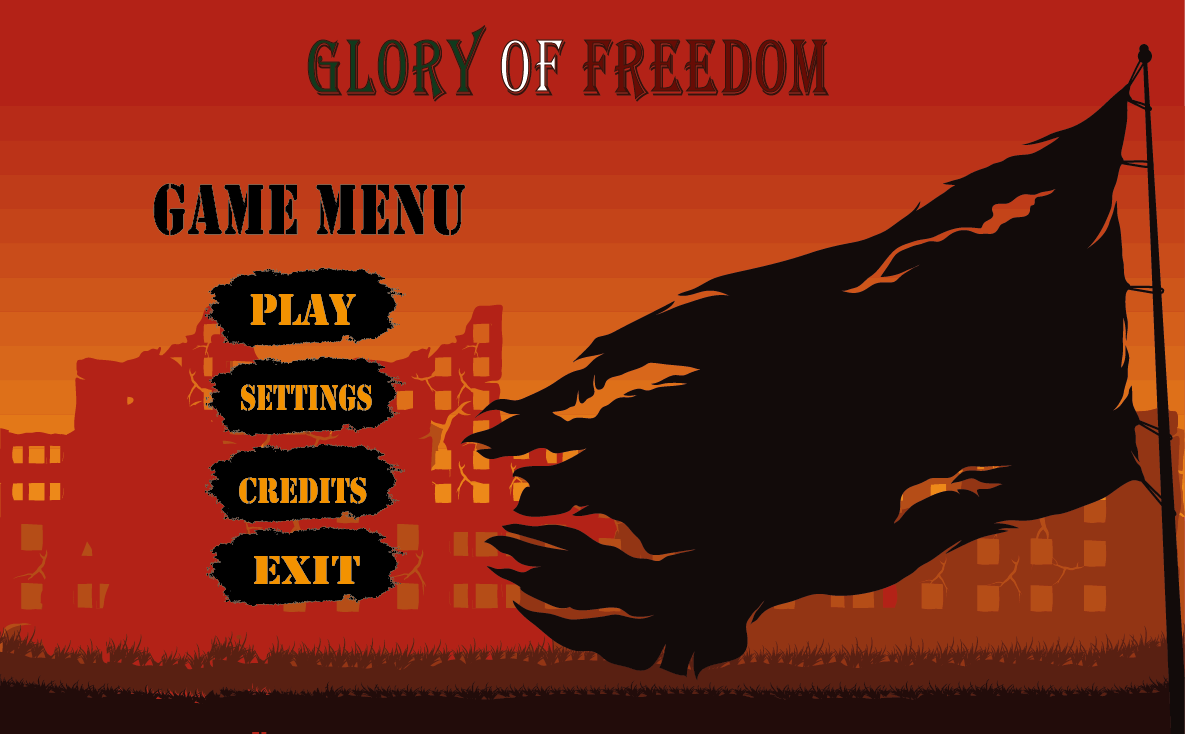 GLORY OF FREEDOM
GAME MENU
PLAY
SETTINGS
CREDITS
EXIT